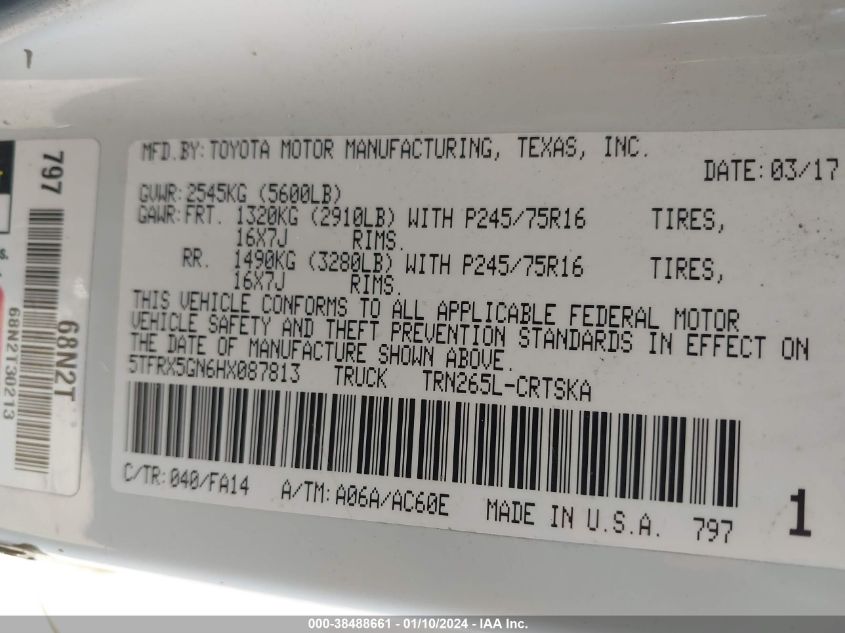 MFD.BY:TOYOTA MOTOR MANUFACTURING, TEXAS, INC.
DATE:03/17
GVWR:2545KG (5600LB)
GAWR:FRT. 1320KG (2910LB) WITH P245/75R16 TIRES,
16X7J RIMS.
RR. 1490KG (3280LB) WITH P245/75R16 TIRES,
16X7J RIMS.
THIS VEHICLE CONFORMS TO ALL APPLICABLE FEDERAL MOTOR
VEHICLE SAFETY AND THEFT PREVENTION STANDARDS IN EFFECT ON
THE DATE OF MANUFACTURE SHOWN ABOVE.
5TFRX5GN6HX087813 TRUCK TRN265L-CRTSKA
C/TR:040/FA14 A/TM:A06A/AC60E MADE IN U.S.A. 797
1
797
68N2T
68N2T30213
s.
000-38488661 - 01/10/2024 - IAA Inc.